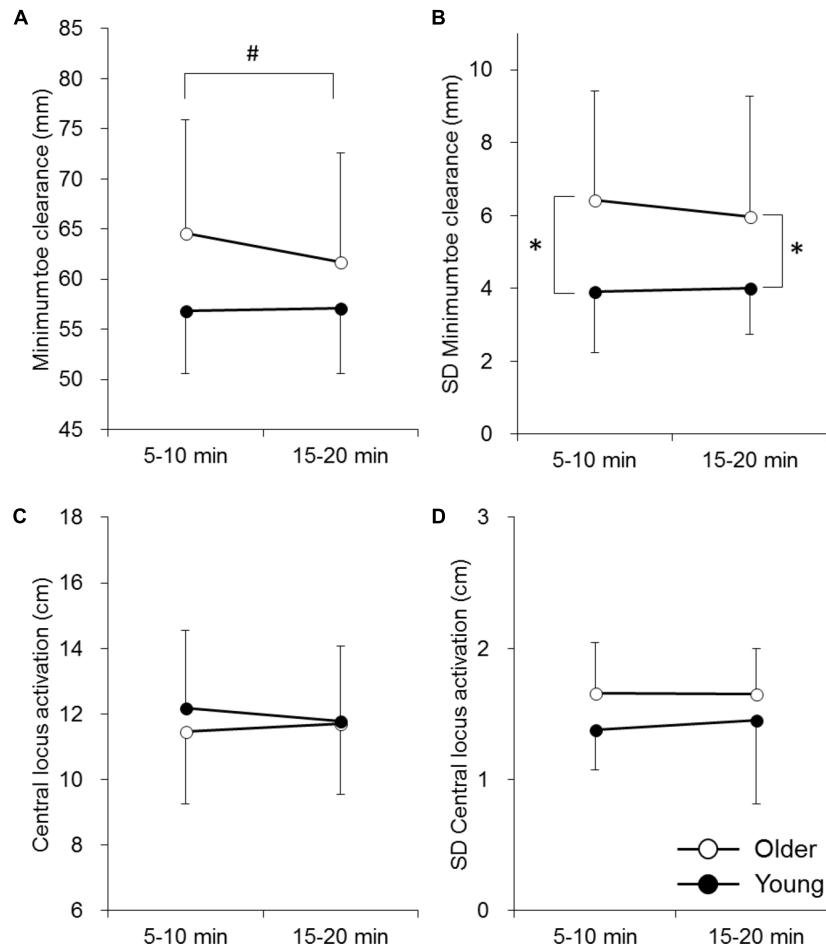 A
Minimum toe clearance (mm)
85
80
75
70
65
60
55
50
45
#
5-10 min
15-20 min
B
SD Minimum toe clearance (mm)
10
8
6
4
2
0
*
*
5-10 min
15-20 min
C
Central locus activation (cm)
18
16
14
12
10
8
6
5-10 min
15-20 min
D
SD Central locus activation (cm)
3
2
1
0
Older
Young
5-10 min
15-20 min